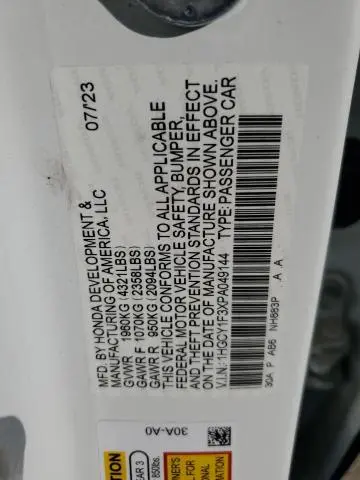 MFD. BY HONDA DEVELOPMENT &
MANUFACTURING OF AMERICA, LLC 07/23
GVWR 1960KG (4321LBS)
GAWR F 1070KG (2358LBS)
GAWR R 950KG (2094LBS)
THIS VEHICLE CONFORMS TO ALL APPLICABLE
FEDERAL MOTOR VEHICLE SAFETY, BUMPER,
AND THEFT PREVENTION STANDARDS IN EFFECT
ON THE DATE OF MANUFACTURE SHOWN ABOVE.
V.I.N.:1HGCY1F3XPA049144 TYPE:PASSENGER CAR
30A P AB6 NH883P A A
30A-A0
850lbs.